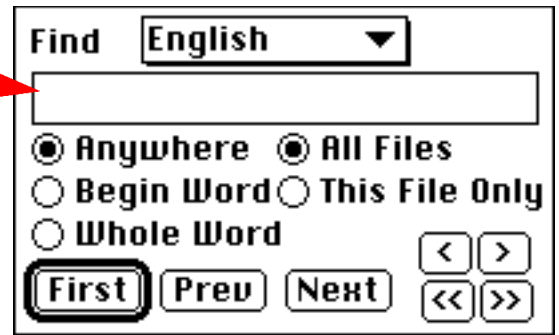 Find English
Anywhere All Files
Begin Word This File Only
Whole Word
< >
First Prev Next << >>